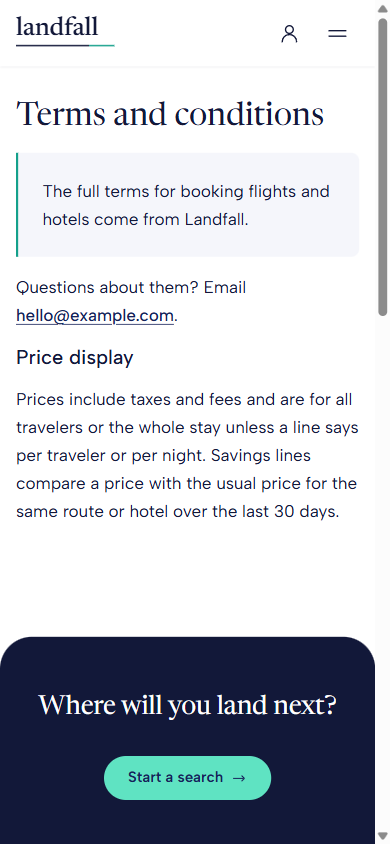 landfall
Terms and conditions
The full terms for booking flights and
hotels come from Landfall.
Questions about them? Email
hello@example.com.
Price display
Prices include taxes and fees and are for all
travelers or the whole stay unless a line says
per traveler or per night. Savings lines
compare a price with the usual price for the
same route or hotel over the last 30 days.
Where will you land next?
Start a search →